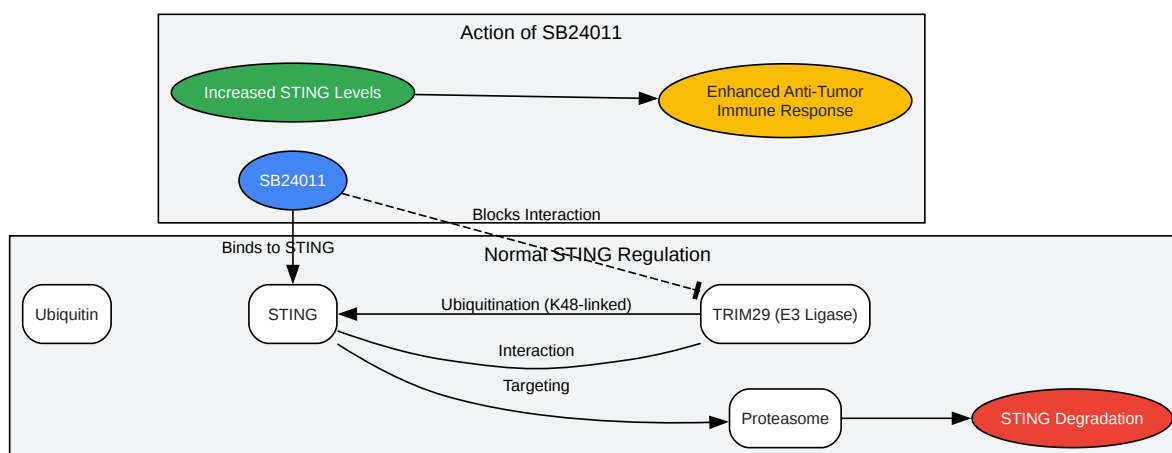 Action of SB24011
Increased STING Levels
Enhanced Anti-Tumor
Immune Response
SB24011
Blocks Interaction
Binds to STING
Normal STING Regulation
Ubiquitin
STING
Ubiquitination (K48-linked)
TRIM29 (E3 Ligase)
Interaction
Targeting
Proteasome
STING Degradation